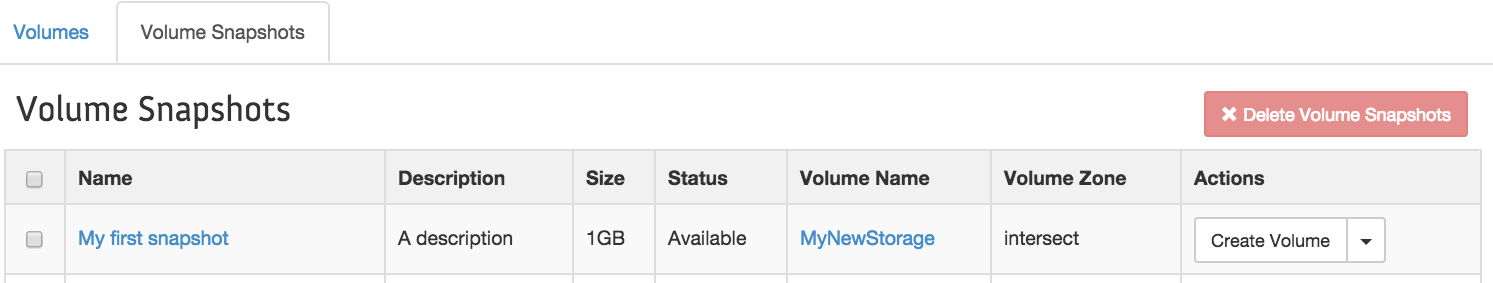 Volumes Volume Snapshots
Volume Snapshots
✖ Delete Volume Snapshots
Name Description Size Status Volume Name Volume Zone Actions
My first snapshot A description 1GB Available MyNewStorage intersect Create Volume